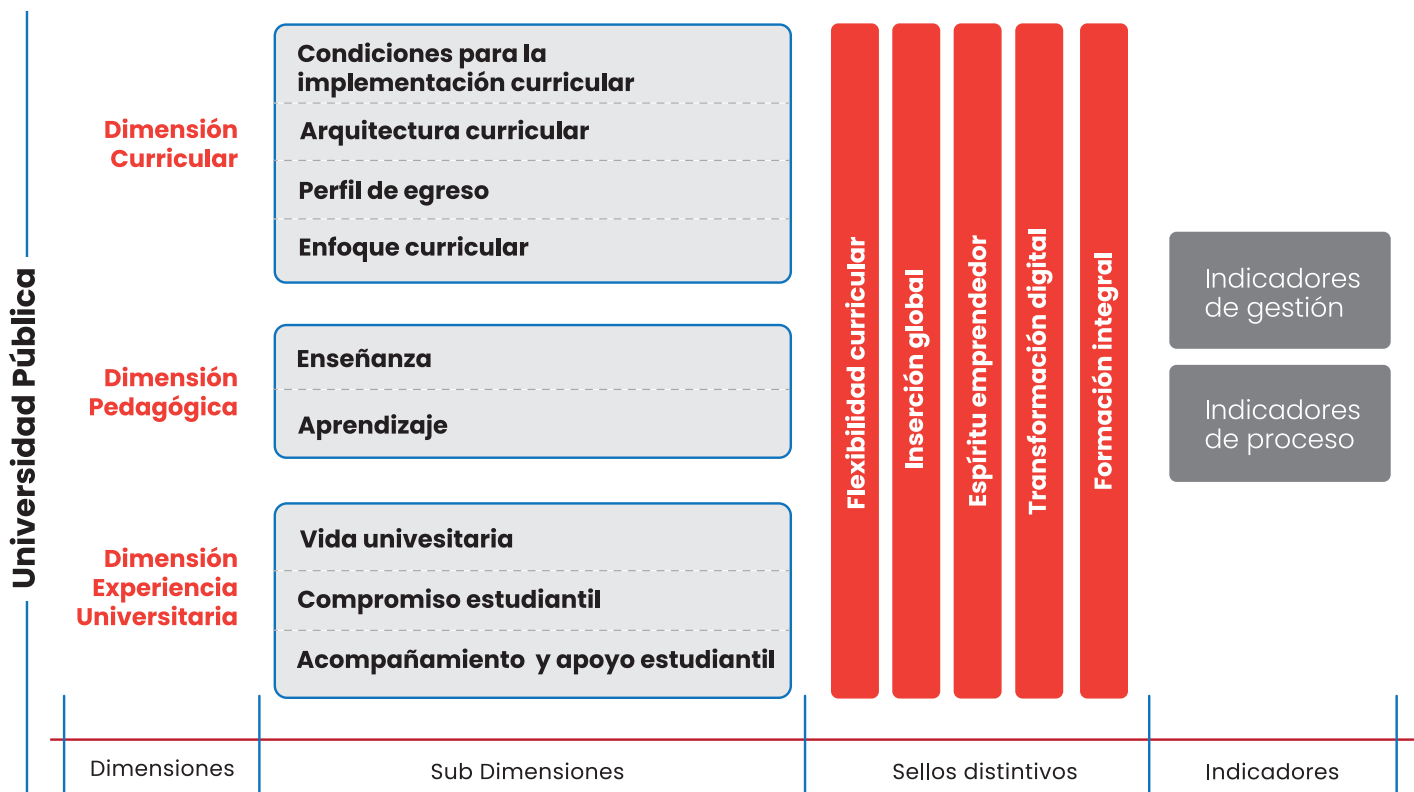 Universidad Pública
Dimensión
Curricular
Condiciones para la
implementación curricular
Arquitectura curricular
Perfil de egreso
Enfoque curricular
Dimensión
Pedagógica
Enseñanza
Aprendizaje
Dimensión
Experiencia
Universitaria
Vida univesitaria
Compromiso estudiantil
Acompañamiento y apoyo estudiantil
Flexibilidad curricular
Inserción global
Espíritu emprendedor
Transformación digital
Formación integral
Indicadores
de gestión
Indicadores
de proceso
Dimensiones
Sub Dimensiones
Sellos distintivos
Indicadores